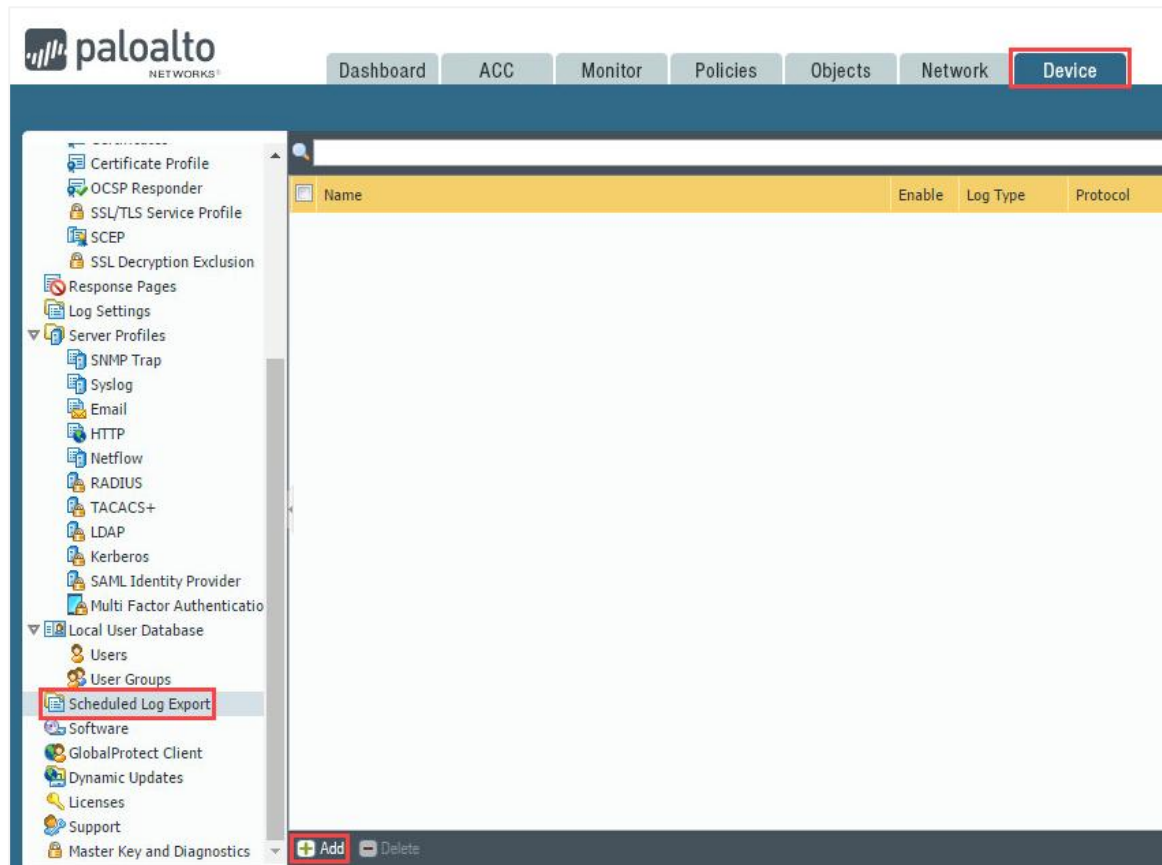 paloalto
NETWORKS®
Dashboard ACC Monitor Policies Objects Network Device
Certificate Profile
OCSP Responder
SSL/TLS Service Profile
SCEP
SSL Decryption Exclusion
Response Pages
Log Settings
Server Profiles
SNMP Trap
Syslog
Email
HTTP
Netflow
RADIUS
TACACS+
LDAP
Kerberos
SAML Identity Provider
Multi Factor Authenticatio
Local User Database
Users
User Groups
Scheduled Log Export
Software
GlobalProtect Client
Dynamic Updates
Licenses
Support
Master Key and Diagnostics
Name Enable Log Type Protocol
Add Delete